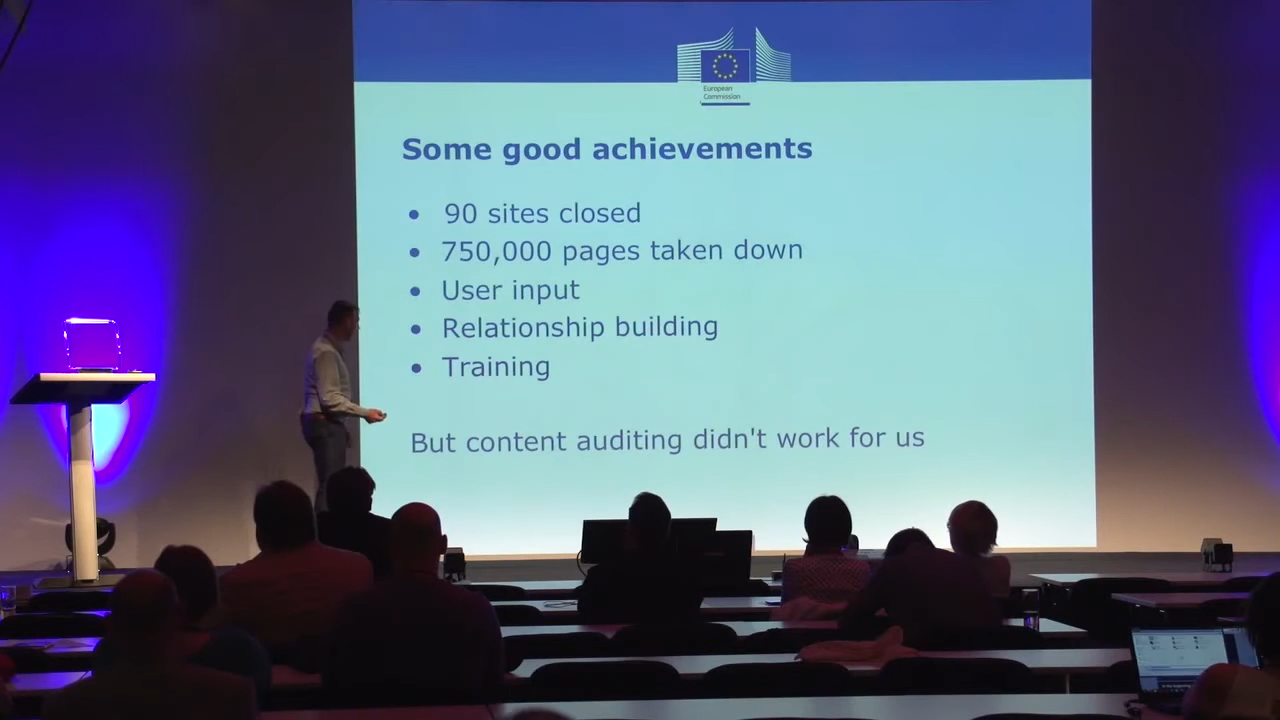 European
Commission
Some good achievements
• 90 sites closed
• 750,000 pages taken down
• User input
• Relationship building
• Training
But content auditing didn't work for us